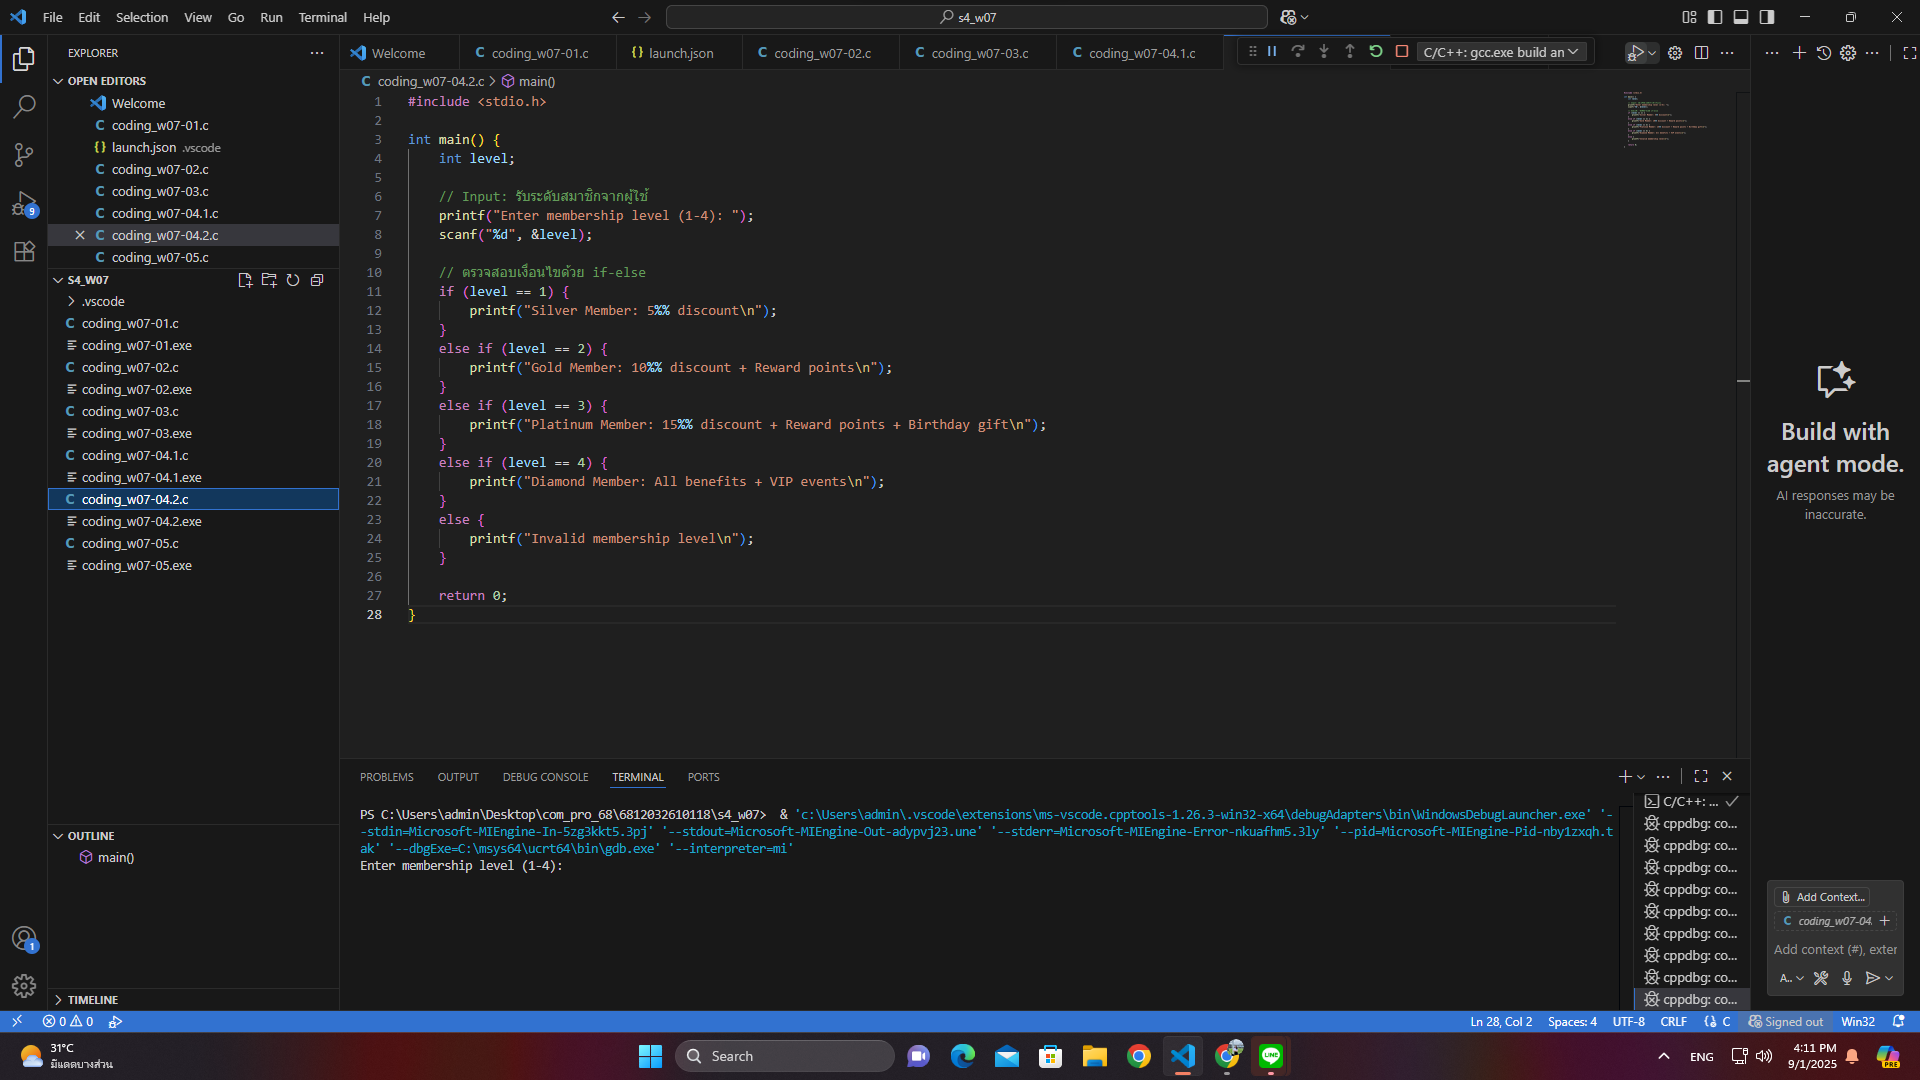 File Edit Selection View Go Run Terminal Help
s4_w07
EXPLORER
OPEN EDITORS
Welcome
coding_w07-01.c
launch.json .vscode
coding_w07-02.c
coding_w07-03.c
coding_w07-04.1.c
coding_w07-04.2.c
coding_w07-05.c
S4_W07
.vscode
coding_w07-01.c
coding_w07-01.exe
coding_w07-02.c
coding_w07-02.exe
coding_w07-03.c
coding_w07-03.exe
coding_w07-04.1.c
coding_w07-04.1.exe
coding_w07-04.2.c
coding_w07-04.2.exe
coding_w07-05.c
coding_w07-05.exe
OUTLINE
main()
TIMELINE
Welcome coding_w07-01.c launch.json coding_w07-02.c coding_w07-03.c coding_w07-04.1.c C/C++: gcc.exe build an
coding_w07-04.2.c > main()
1 #include <stdio.h>
2
3 int main() {
4 int level;
5
6 // Input: รับระดับสมาชิกจากผู้ใช้
7 printf("Enter membership level (1-4): ");
8 scanf("%d", &level);
9
10 // ตรวจสอบเงื่อนไขด้วย if-else
11 if (level == 1) {
12 printf("Silver Member: 5%% discount\n");
13 }
14 else if (level == 2) {
15 printf("Gold Member: 10%% discount + Reward points\n");
16 }
17 else if (level == 3) {
18 printf("Platinum Member: 15%% discount + Reward points + Birthday gift\n");
19 }
20 else if (level == 4) {
21 printf("Diamond Member: All benefits + VIP events\n");
22 }
23 else {
24 printf("Invalid membership level\n");
25 }
26
27 return 0;
28 }
PROBLEMS OUTPUT DEBUG CONSOLE TERMINAL PORTS
PS C:\Users\admin\Desktop\com_pro_68\6812032610118\s4_w07> & 'c:\Users\admin\.vscode\extensions\ms-vscode.cpptools-1.26.3-win32-x64\debugAdapters\bin\WindowsDebugLauncher.exe' '-
-stdin=Microsoft-MIEngine-In-5zg3kkt5.3pj' '--stdout=Microsoft-MIEngine-Out-adypvj23.une' '--stderr=Microsoft-MIEngine-Error-nkuafhm5.3ly' '--pid=Microsoft-MIEngine-Pid-nby1zxqh.t
ak' '--dbgExe=C:\msys64\ucrt64\bin\gdb.exe' '--interpreter=mi'
Enter membership level (1-4):
C/C++: ...
cppdbg: co...
cppdbg: co...
cppdbg: co...
cppdbg: co...
cppdbg: co...
cppdbg: co...
cppdbg: co...
cppdbg: co...
cppdbg: co...
Build with
agent mode.
AI responses may be
inaccurate.
Add Context...
C coding_w07-04.
Add context (#), exter
A..
9
1
0 0
Ln 28, Col 2 Spaces: 4 UTF-8 CRLF {} C Signed out Win32
31°C
มีแดดบางส่วน
Search
ENG
4:11 PM
9/1/2025